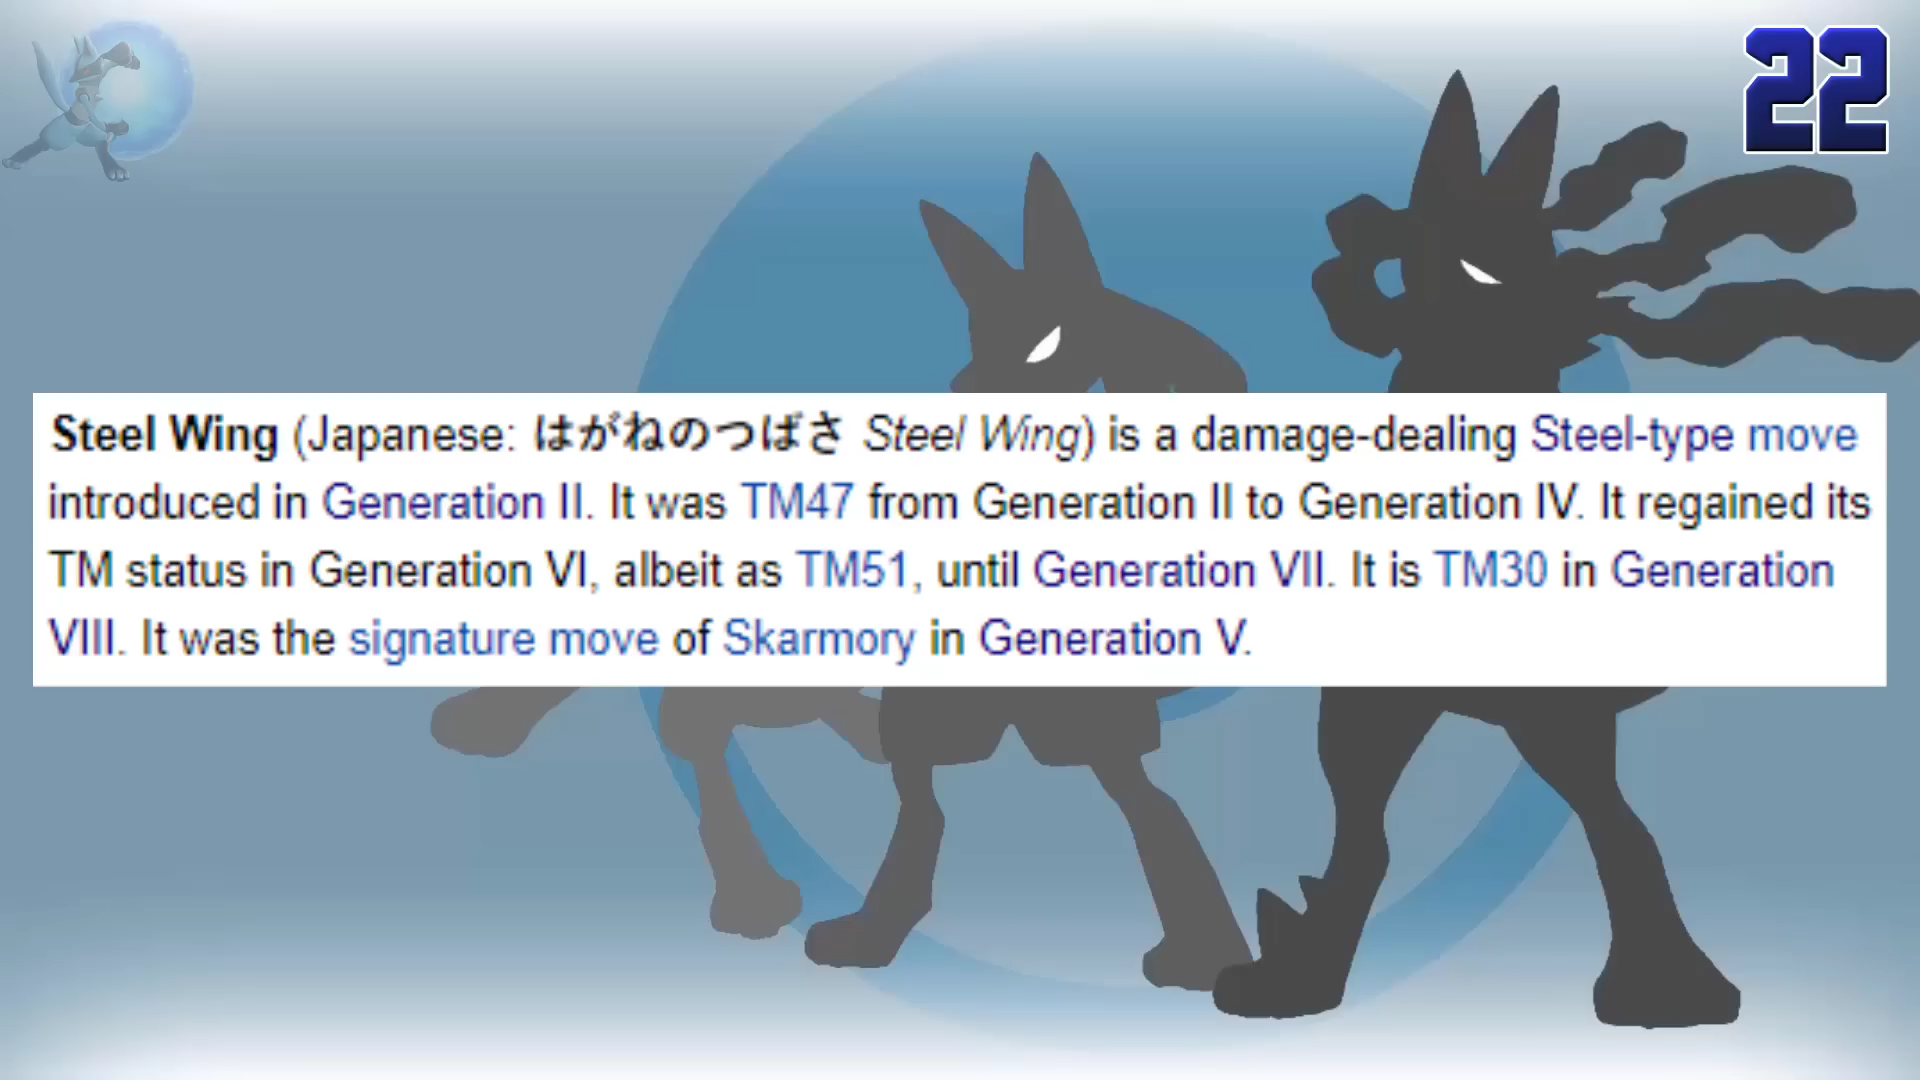 22
Steel Wing (Japanese: はがねのつばさ Steel Wing) is a damage-dealing Steel-type move
introduced in Generation II. It was TM47 from Generation II to Generation IV. It regained its
TM status in Generation VI, albeit as TM51, until Generation VII. It is TM30 in Generation
VIII. It was the signature move of Skarmory in Generation V.